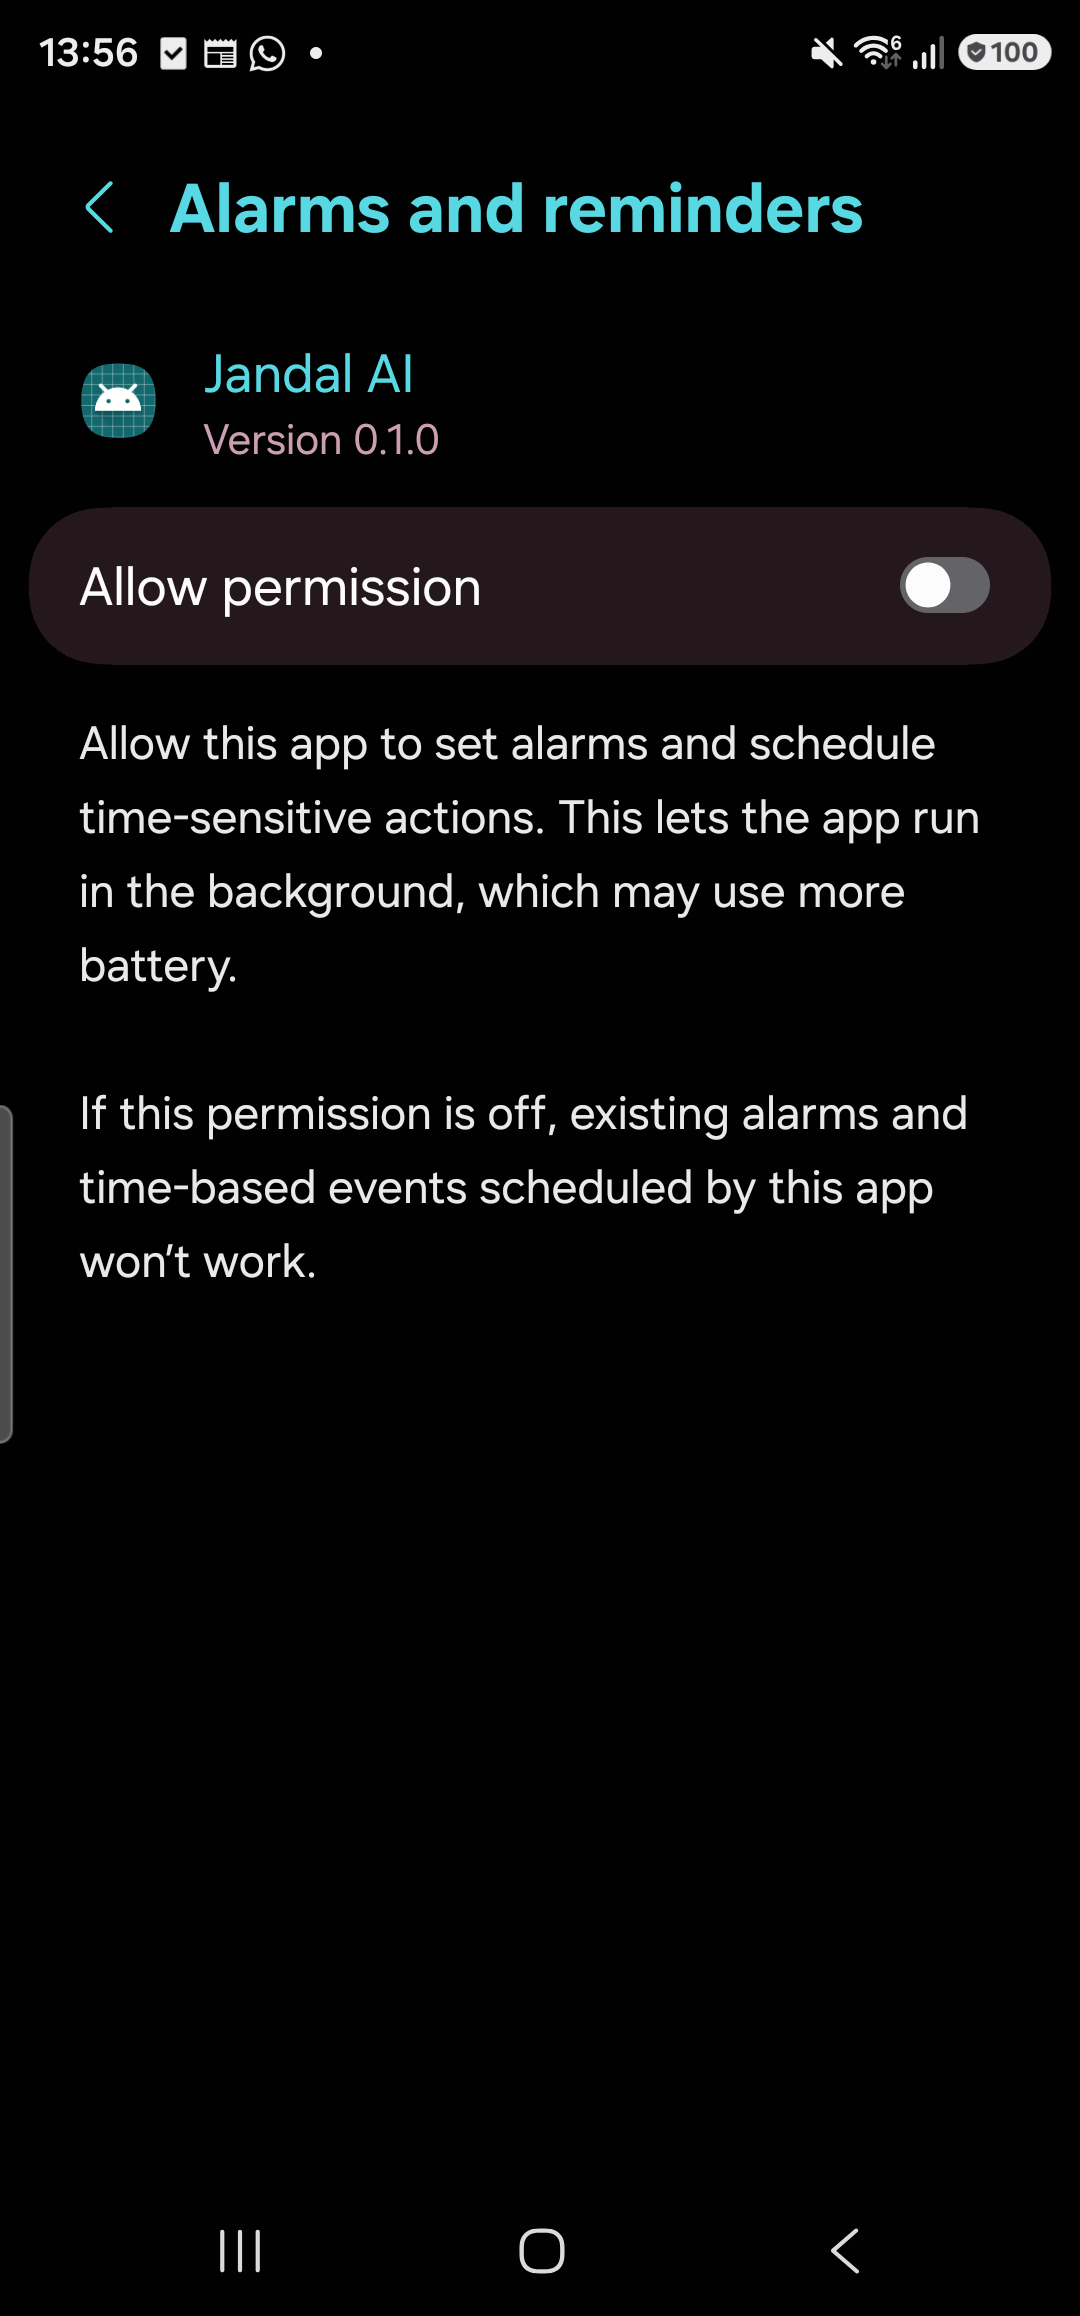 13:56
6
100
Alarms and reminders
Jandal AI
Version 0.1.0
Allow permission
Allow this app to set alarms and schedule
time-sensitive actions. This lets the app run
in the background, which may use more
battery.
If this permission is off, existing alarms and
time-based events scheduled by this app
won’t work.